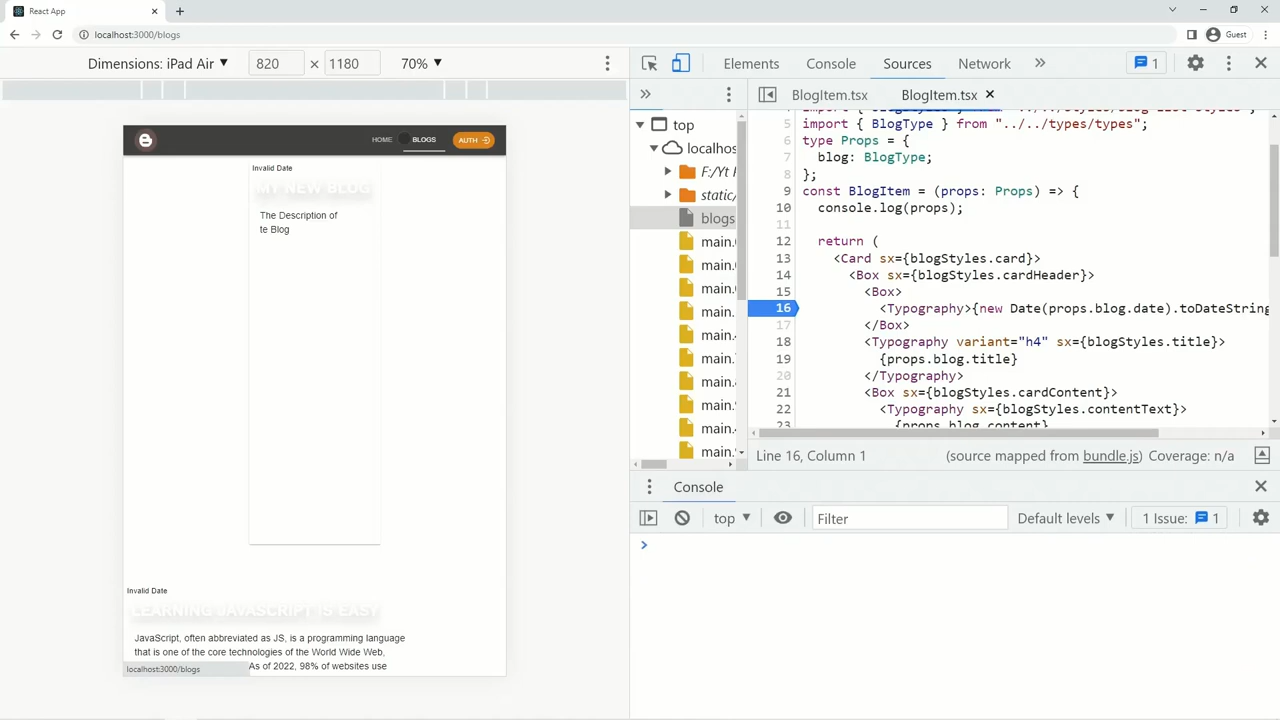 React App
localhost:3000/blogs
Guest
Dimensions: iPad Air 820 × 1180 70%
HOME BLOGS AUTH
Invalid Date
MY NEW BLOG
The Description of
te Blog
Invalid Date
LEARNING JAVASCRIPT IS EASY
JavaScript, often abbreviated as JS, is a programming language
that is one of the core technologies of the World Wide Web,
As of 2022, 98% of websites use
localhost:3000/blogs
Elements Console Sources Network 1
BlogItem.tsx BlogItem.tsx
top
localhos
F:/Yt
static/
blogs
main.
main.
main.
main.
main.
main.
main.
main.
main.
main.
5 import { BlogType } from "../../types/types";
6 type Props = {
7 blog: BlogType;
8 };
9 const BlogItem = (props: Props) => {
10 console.log(props);
11
12 return (
13 <Card sx={blogStyles.card}>
14 <Box sx={blogStyles.cardHeader}>
15 <Box>
16 <Typography>{new Date(props.blog.date).toDateString
17 </Box>
18 <Typography variant="h4" sx={blogStyles.title}>
19 {props.blog.title}
20 </Typography>
21 <Box sx={blogStyles.cardContent}>
22 <Typography sx={blogStyles.contentText}>
23 {props.blog.content}
Line 16, Column 1 (source mapped from bundle.js) Coverage: n/a
Console
top Filter Default levels 1 Issue: 1